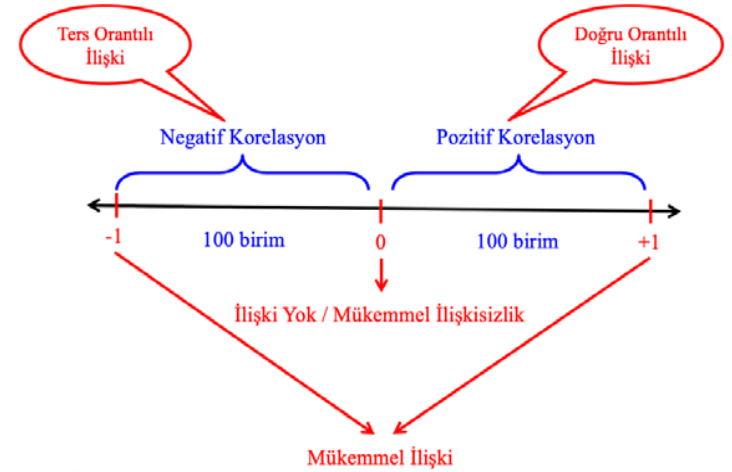 Ters Orantılı
İlişki
Doğru Orantılı
İlişki
Negatif Korelasyon
Pozitif Korelasyon
-1
100 birim
0
100 birim
+1
İlişki Yok / Mükemmel İlişkisizlik
Mükemmel İlişki